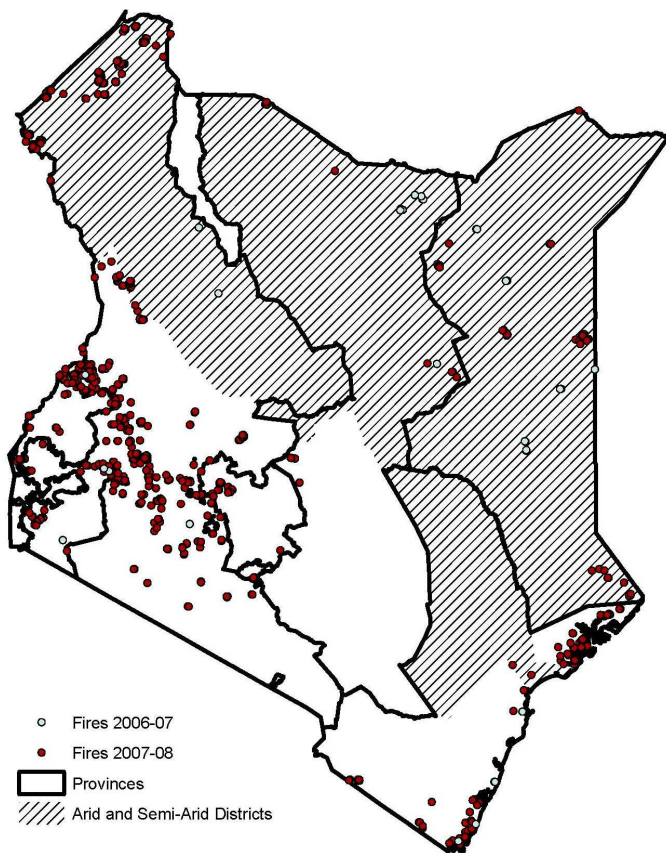 Fires 2006-07
Fires 2007-08
Provinces
Arid and Semi-Arid Districts